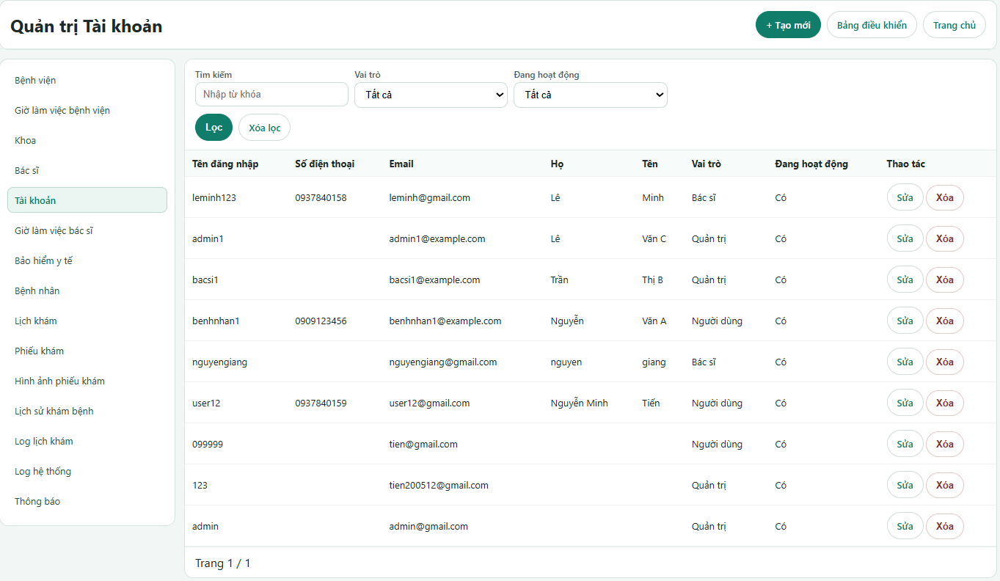 Quản trị Tài khoản
+ Tạo mới Bảng điều khiển Trang chủ
Bệnh viện
Giờ làm việc bệnh viện
Khoa
Bác sĩ
Tài khoản
Giờ làm việc bác sĩ
Bảo hiểm y tế
Bệnh nhân
Lịch khám
Phiếu khám
Hình ảnh phiếu khám
Lịch sử khám bệnh
Log lịch khám
Log hệ thống
Thông báo
Tìm kiếm Vai trò Đang hoạt động
Nhập từ khóa Tất cả Tất cả
Lọc Xóa lọc
Tên đăng nhập Số điện thoại Email Họ Tên Vai trò Đang hoạt động Thao tác
leminh123 0937840158 leminh@gmail.com Lê Minh Bác sĩ Có Sửa Xóa
admin1 admin1@example.com Lê Văn C Quản trị Có Sửa Xóa
bacsi1 bacsi1@example.com Trần Thị B Quản trị Có Sửa Xóa
benhnhan1 0909123456 benhnhan1@example.com Nguyễn Văn A Người dùng Có Sửa Xóa
nguyengiang nguyengiang@gmail.com nguyen giang Bác sĩ Có Sửa Xóa
user12 0937840159 user12@gmail.com Nguyễn Minh Tiến Người dùng Có Sửa Xóa
099999 tien@gmail.com Người dùng Có Sửa Xóa
123 tien200512@gmail.com Quản trị Có Sửa Xóa
admin admin@gmail.com Quản trị Có Sửa Xóa
Trang 1 / 1